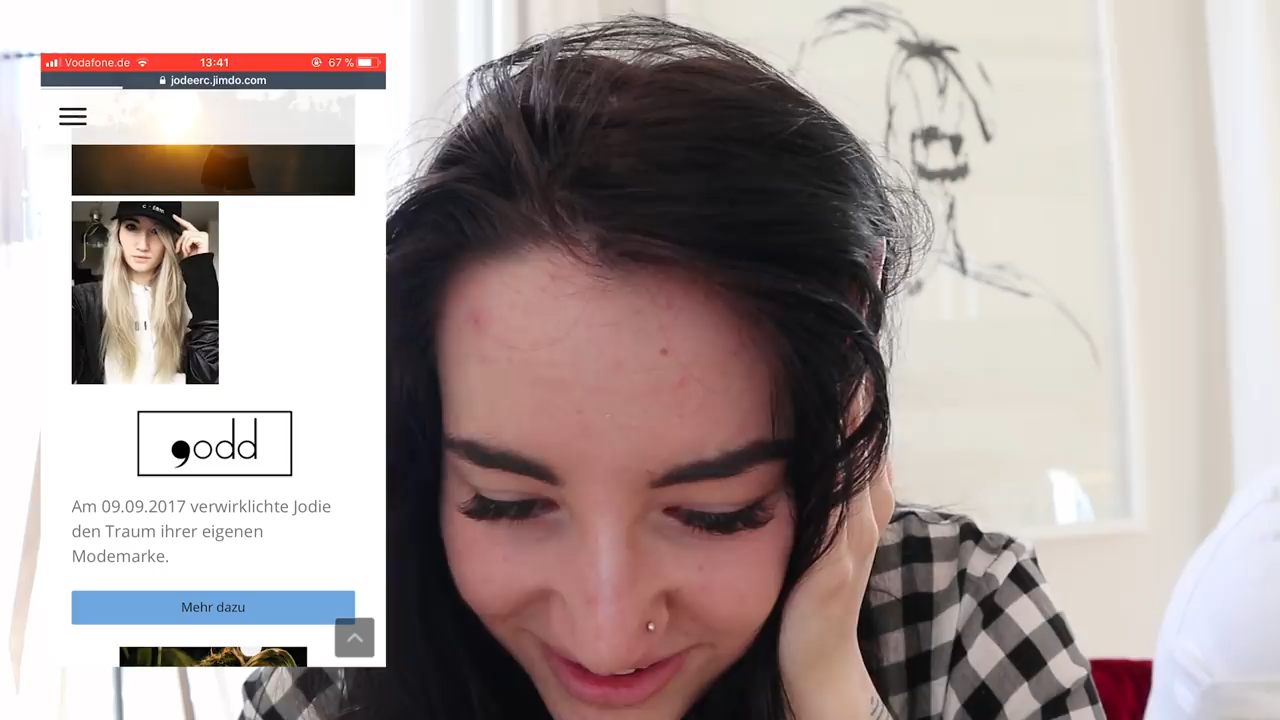 Vodafone.de
13:41
67 %
jodeerc.jimdo.com
godd
Am 09.09.2017 verwirklichte Jodie
den Traum ihrer eigenen
Modemarke.
Mehr dazu